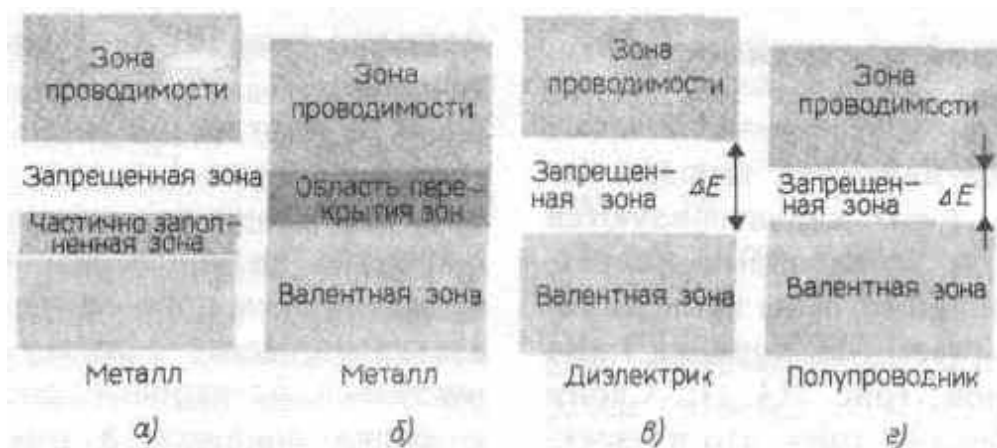 Зона
проводимости
Запрещенная зона
Частично запол-
ненная зона
Металл
а)
Зона
проводимости
Область пере-
крытия зон
Валентная зона
Металл
б)
Зона
проводимости
Запрещен-
ная зона
ΔE
Валентная зона
Диэлектрик
в)
Зона
проводимости
Запрещен-
ная зона
ΔE
Валентная зона
Полупроводник
г)